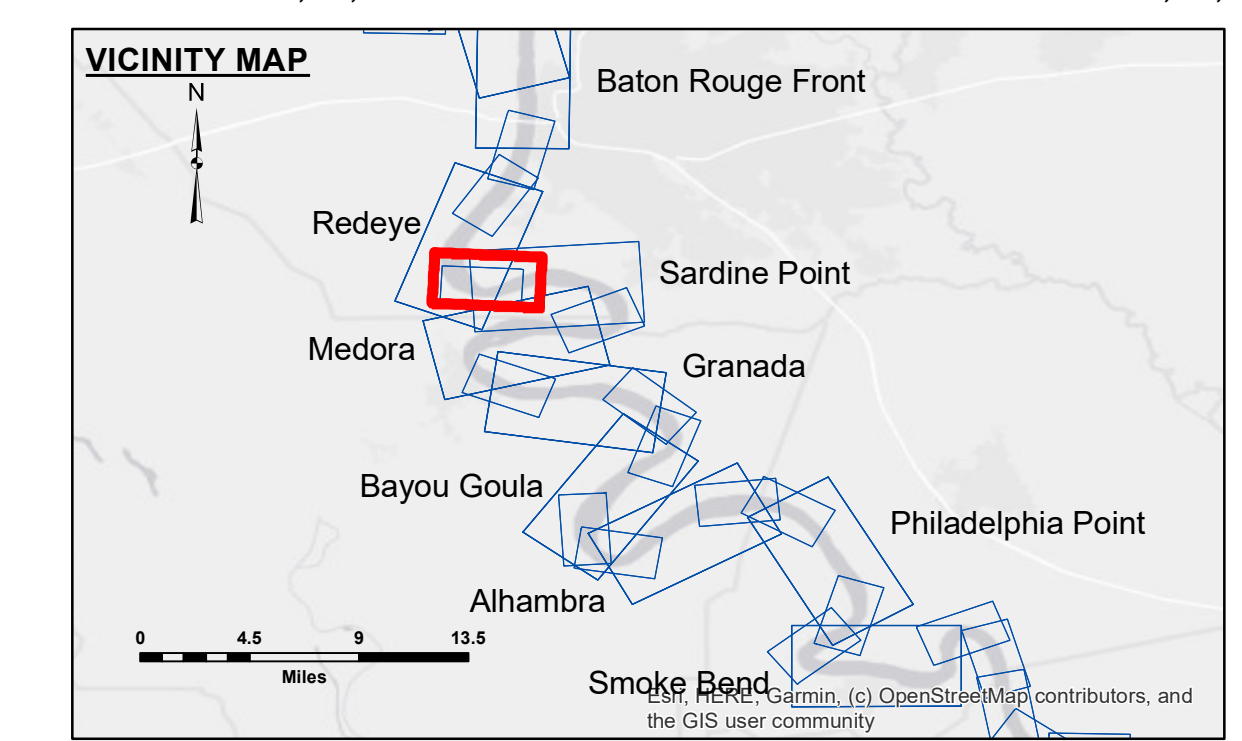 VICINITY MAP
N
Baton Rouge Front
Redeye
Sardine Point
Medora
Granada
Bayou Goula
Philadelphia Point
Alhambra
0 4.5 9 13.5
Miles
Smoke Bend
Esri, HERE, Garmin, (c) OpenStreetMap contributors, and
the GIS user community